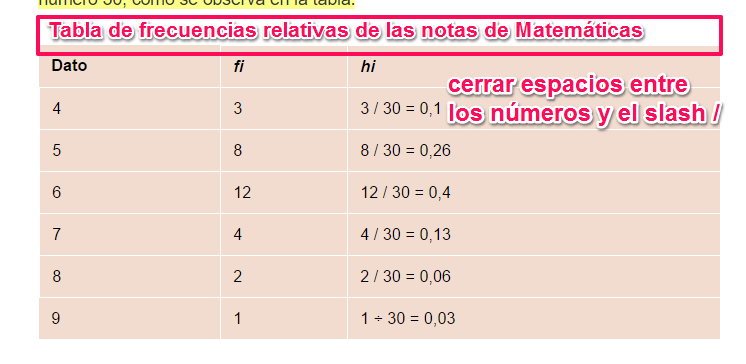 número 30, como se observa en la tabla:
Tabla de frecuencias relativas de las notas de Matemáticas
Dato fi hi
cerrar espacios entre
los números y el slash /
4 3 3 / 30 = 0,1
5 8 8 / 30 = 0,26
6 12 12 / 30 = 0,4
7 4 4 / 30 = 0,13
8 2 2 / 30 = 0,06
9 1 1 ÷ 30 = 0,03